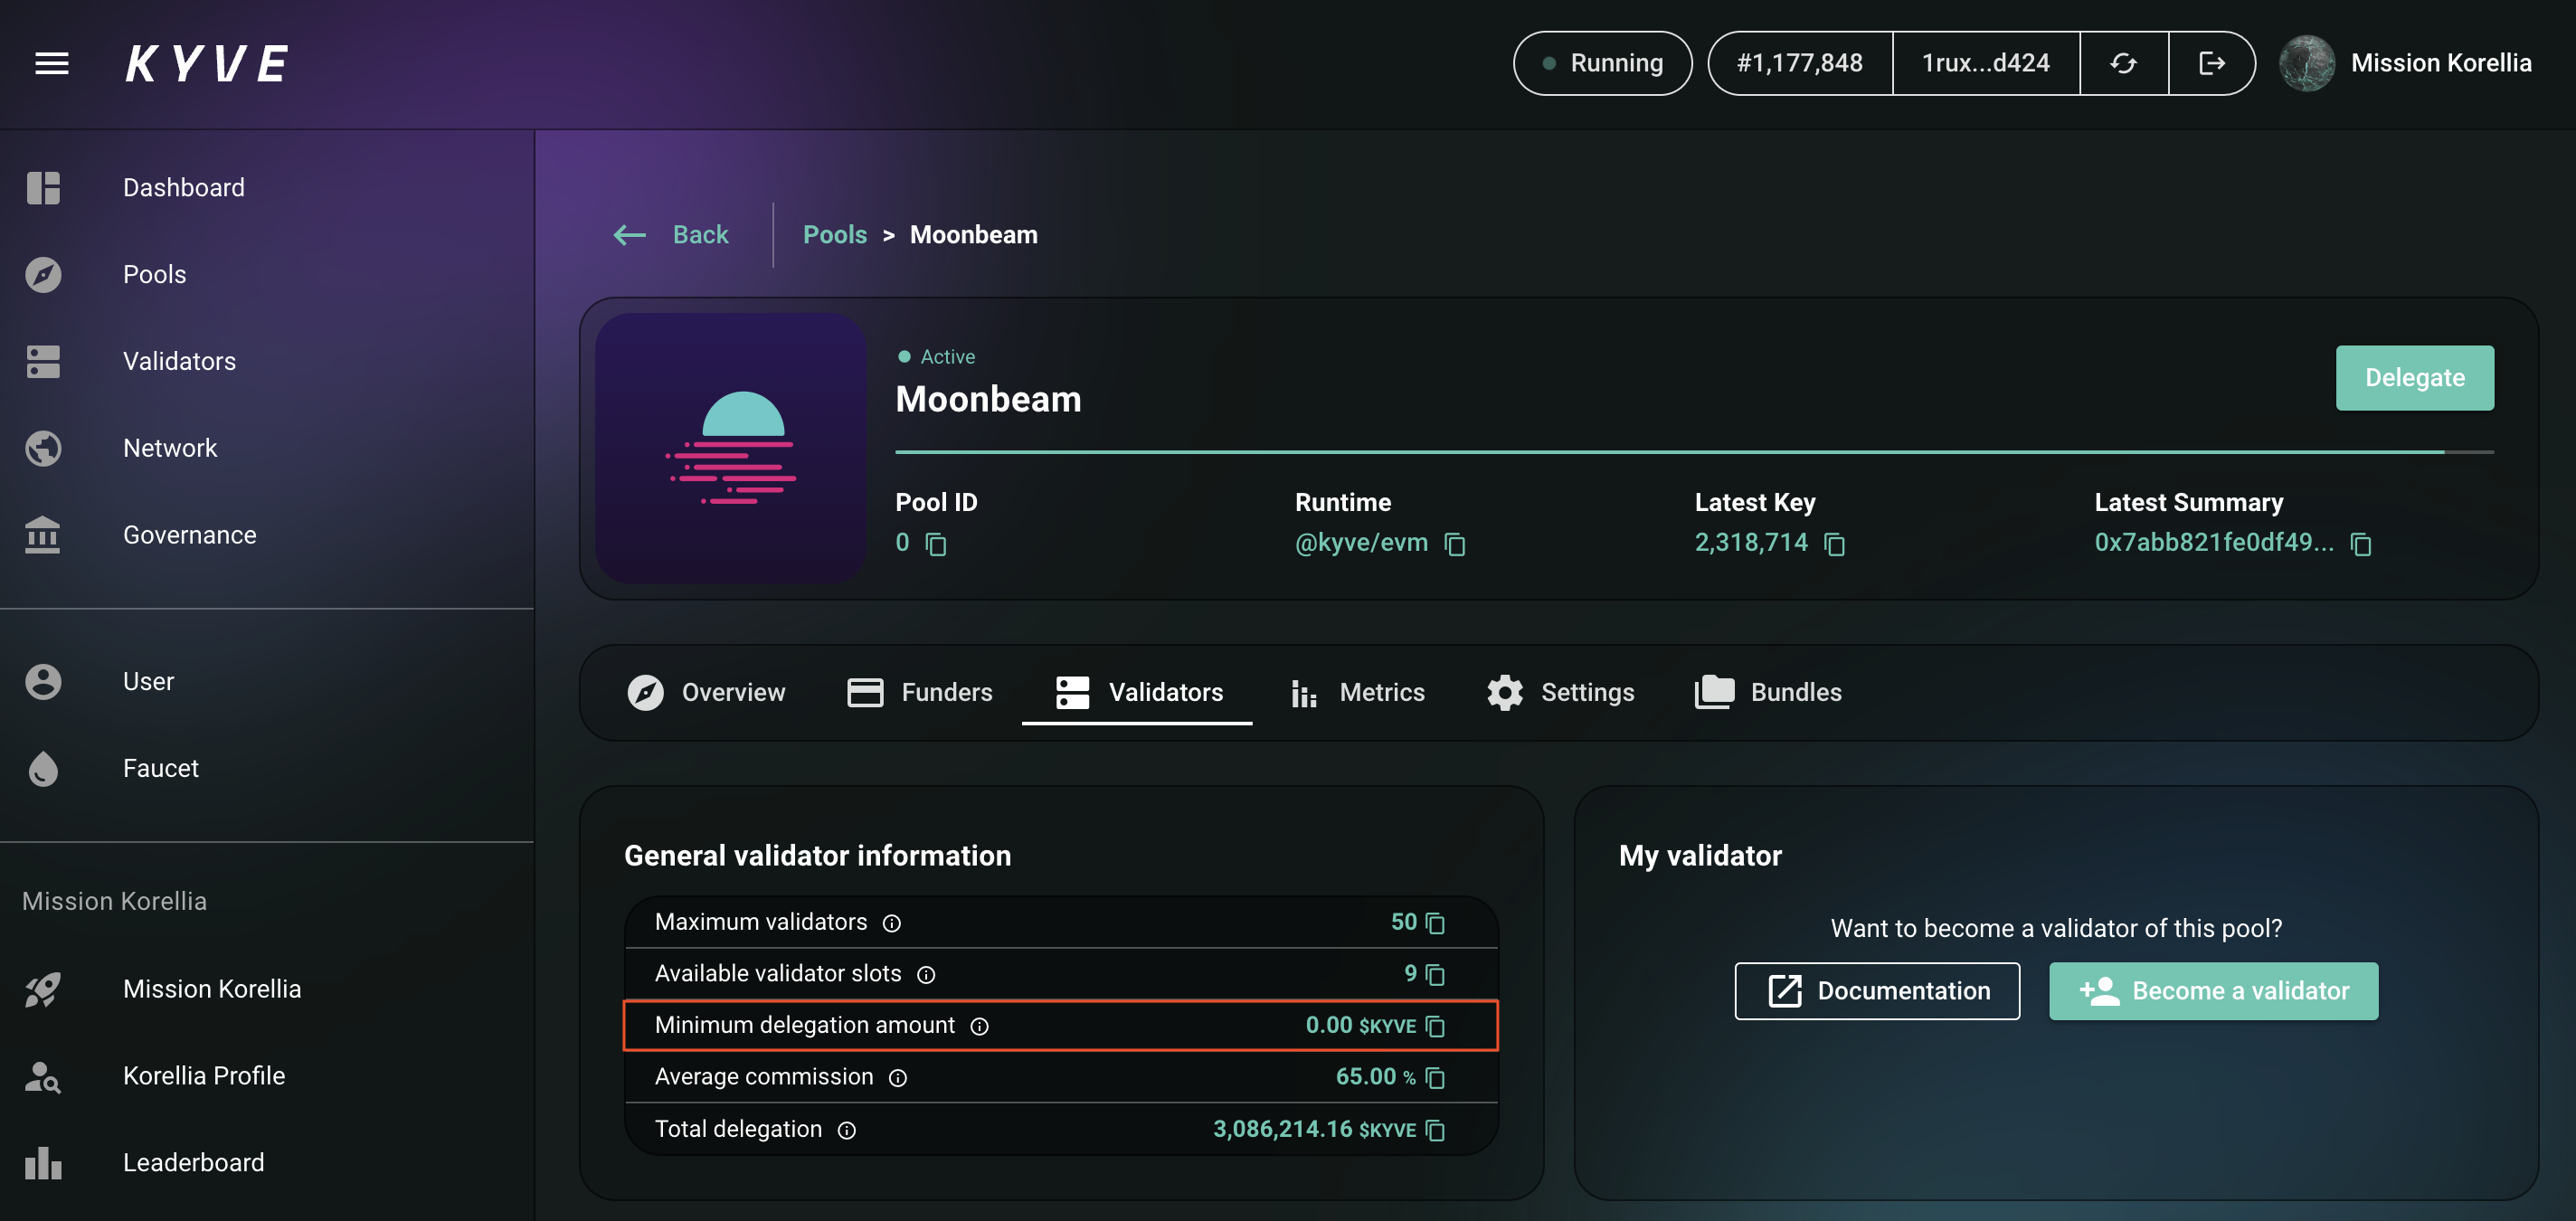 KYVE
Running
#1,177,848
1rux...d424
Mission Korellia
Dashboard
Pools
Validators
Network
Governance
User
Faucet
Mission Korellia
Mission Korellia
Korellia Profile
Leaderboard
Back
Pools > Moonbeam
Active
Moonbeam
Delegate
Pool ID
0
Runtime
@kyve/evm
Latest Key
2,318,714
Latest Summary
0x7abb821fe0df49...
Overview
Funders
Validators
Metrics
Settings
Bundles
General validator information
Maximum validators 50
Available validator slots 9
Minimum delegation amount 0.00 $KYVE
Average commission 65.00 %
Total delegation 3,086,214.16 $KYVE
My validator
Want to become a validator of this pool?
Documentation
Become a validator